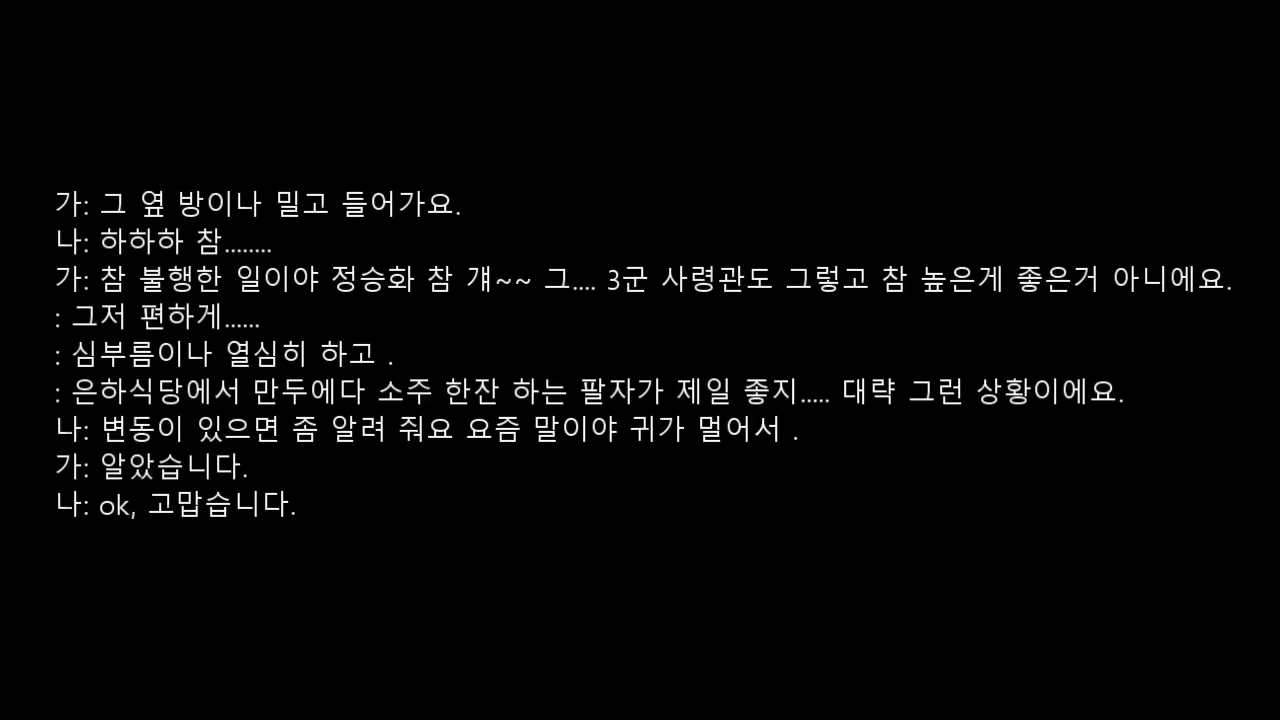 가: 그 옆 방이나 밀고 들어가요.
나: 하하하 참........
가: 참 불행한 일이야 정승화 참 걔~~ 그.... 3군 사령관도 그렇고 참 높은게 좋은거 아니에요.
: 그저 편하게......
: 심부름이나 열심히 하고 .
: 은하식당에서 만두에다 소주 한잔 하는 팔자가 제일 좋지..... 대략 그런 상황이에요.
나: 변동이 있으면 좀 알려 줘요 요즘 말이야 귀가 멀어서 .
가: 알았습니다.
나: ok, 고맙습니다.